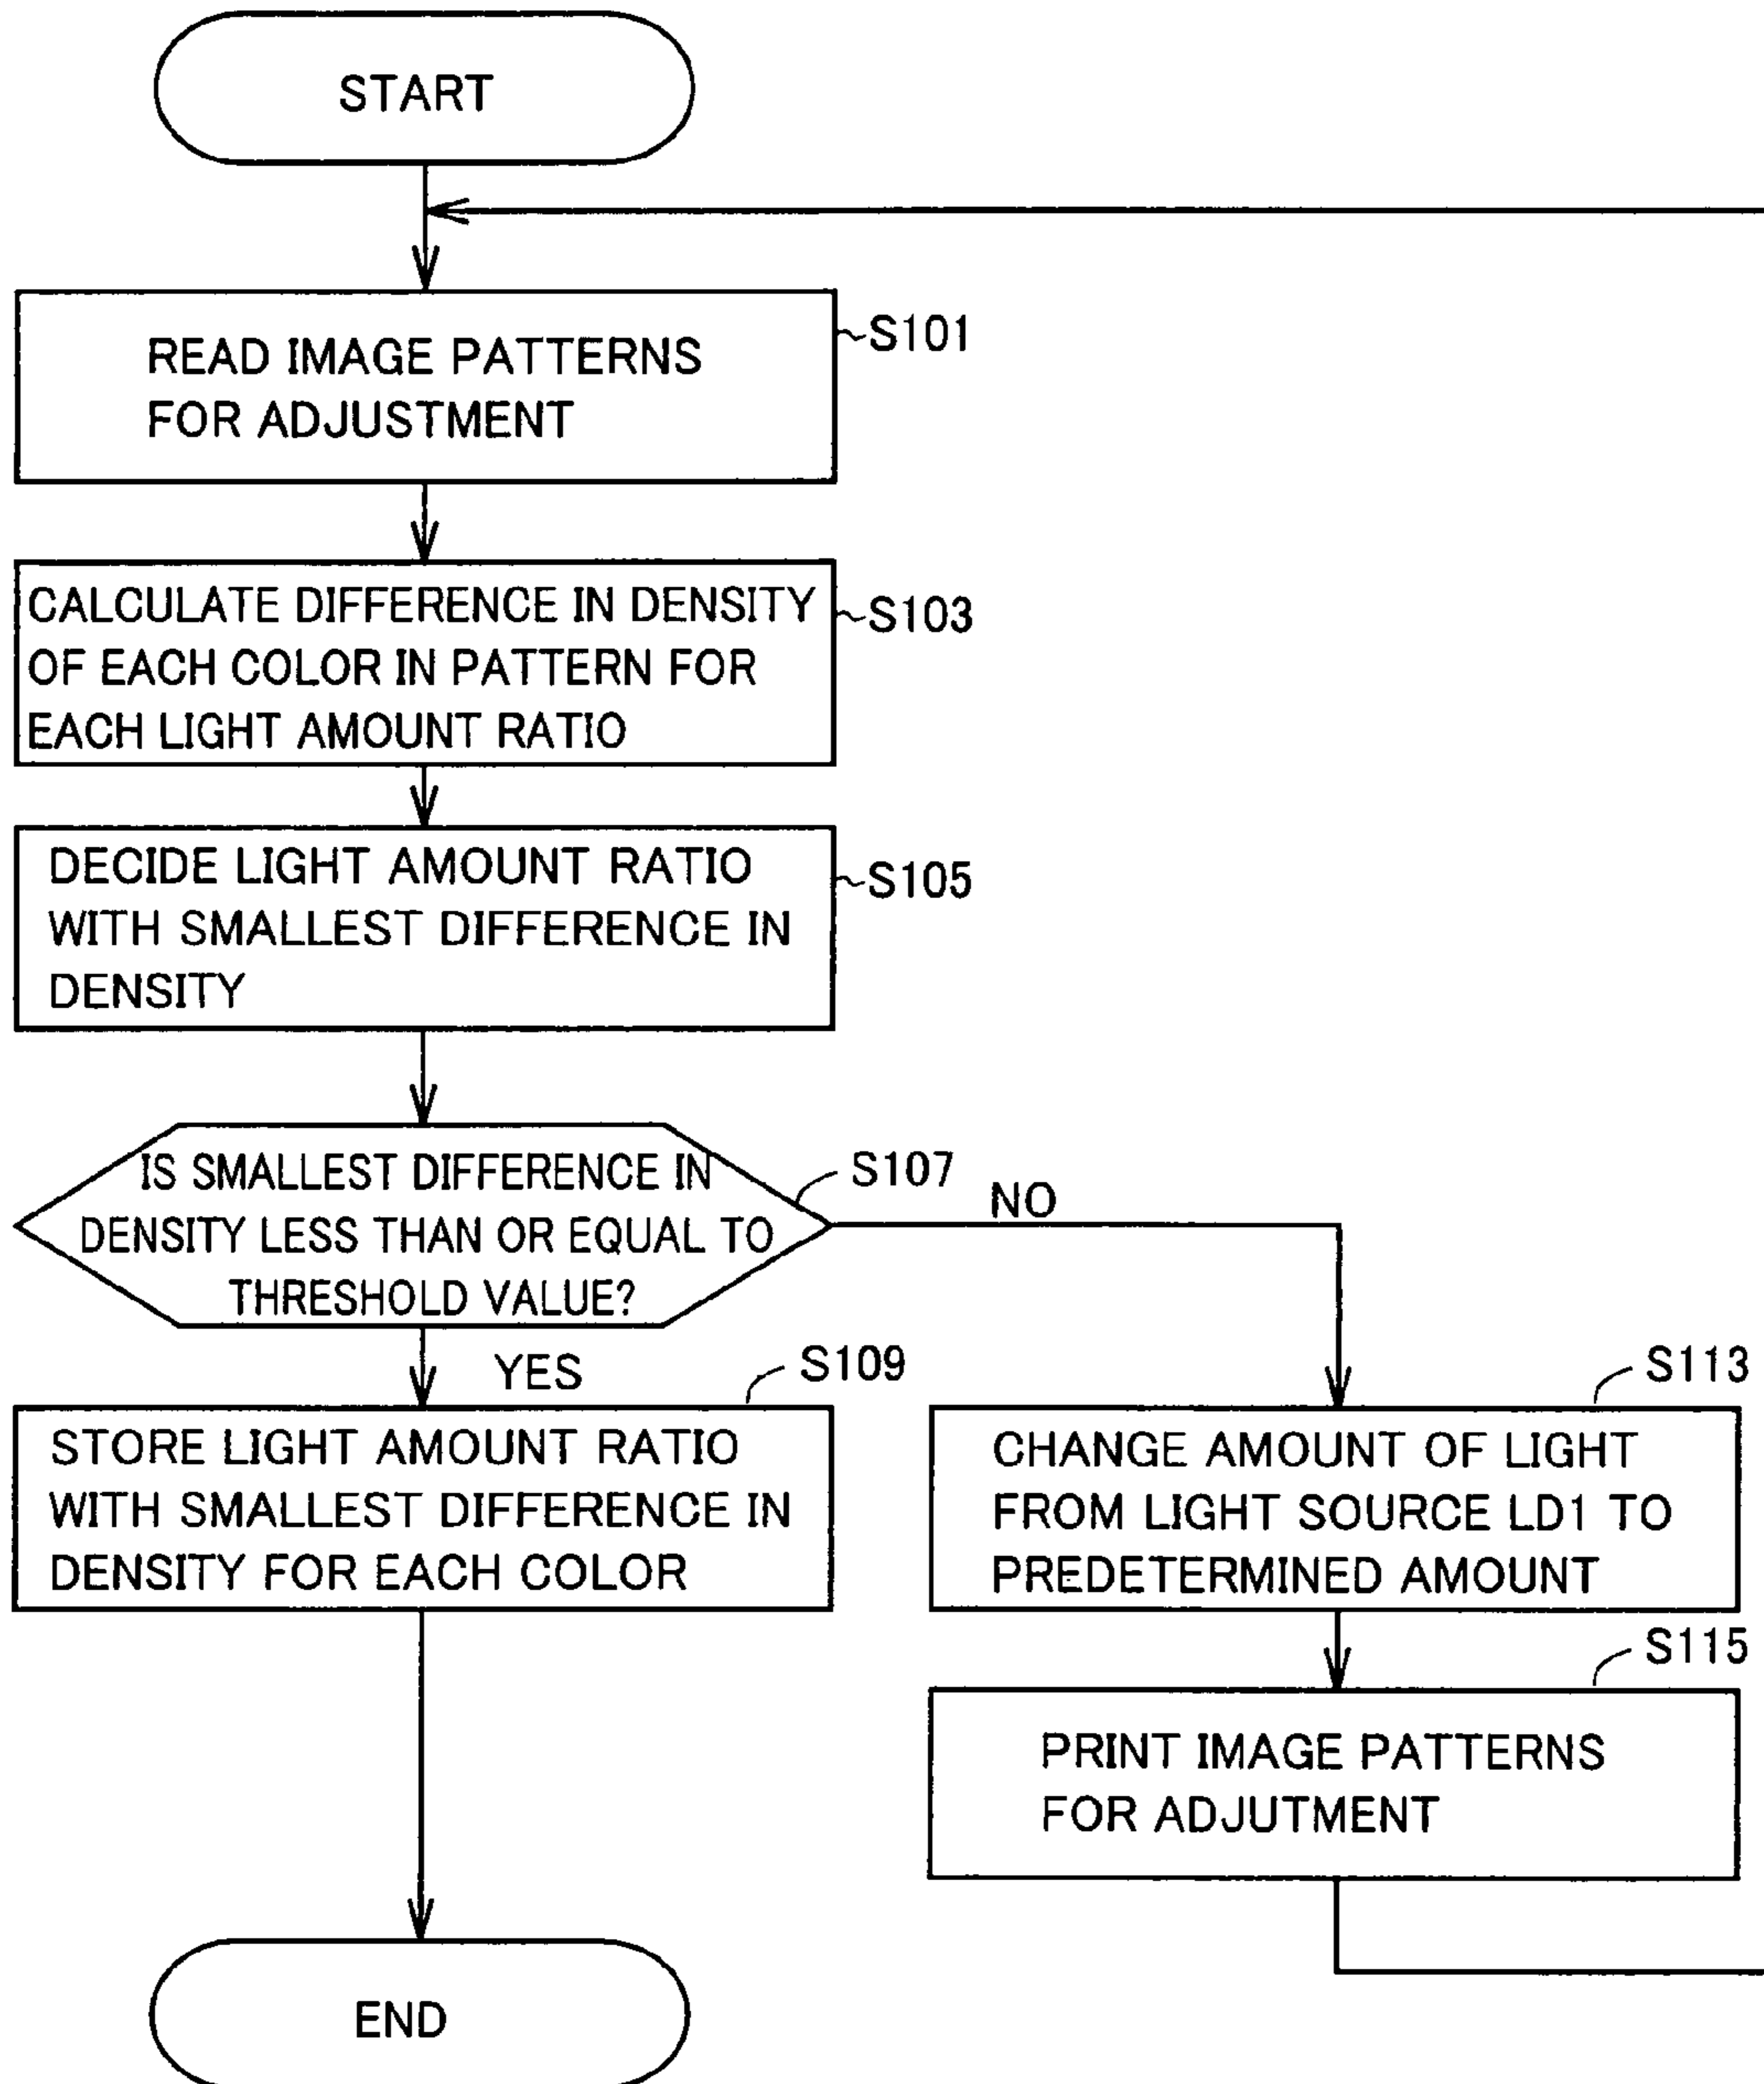 START
READ IMAGE PATTERNS
FOR ADJUSTMENT
S101
CALCULATE DIFFERENCE IN DENSITY
OF EACH COLOR IN PATTERN FOR
EACH LIGHT AMOUNT RATIO
S103
DECIDE LIGHT AMOUNT RATIO
WITH SMALLEST DIFFERENCE IN
DENSITY
S105
IS SMALLEST DIFFERENCE IN
DENSITY LESS THAN OR EQUAL TO
THRESHOLD VALUE?
S107
NO
YES
S109
STORE LIGHT AMOUNT RATIO
WITH SMALLEST DIFFERENCE IN
DENSITY FOR EACH COLOR
S113
CHANGE AMOUNT OF LIGHT
FROM LIGHT SOURCE LD1 TO
PREDETERMINED AMOUNT
S115
PRINT IMAGE PATTERNS
FOR ADJUTMENT
END